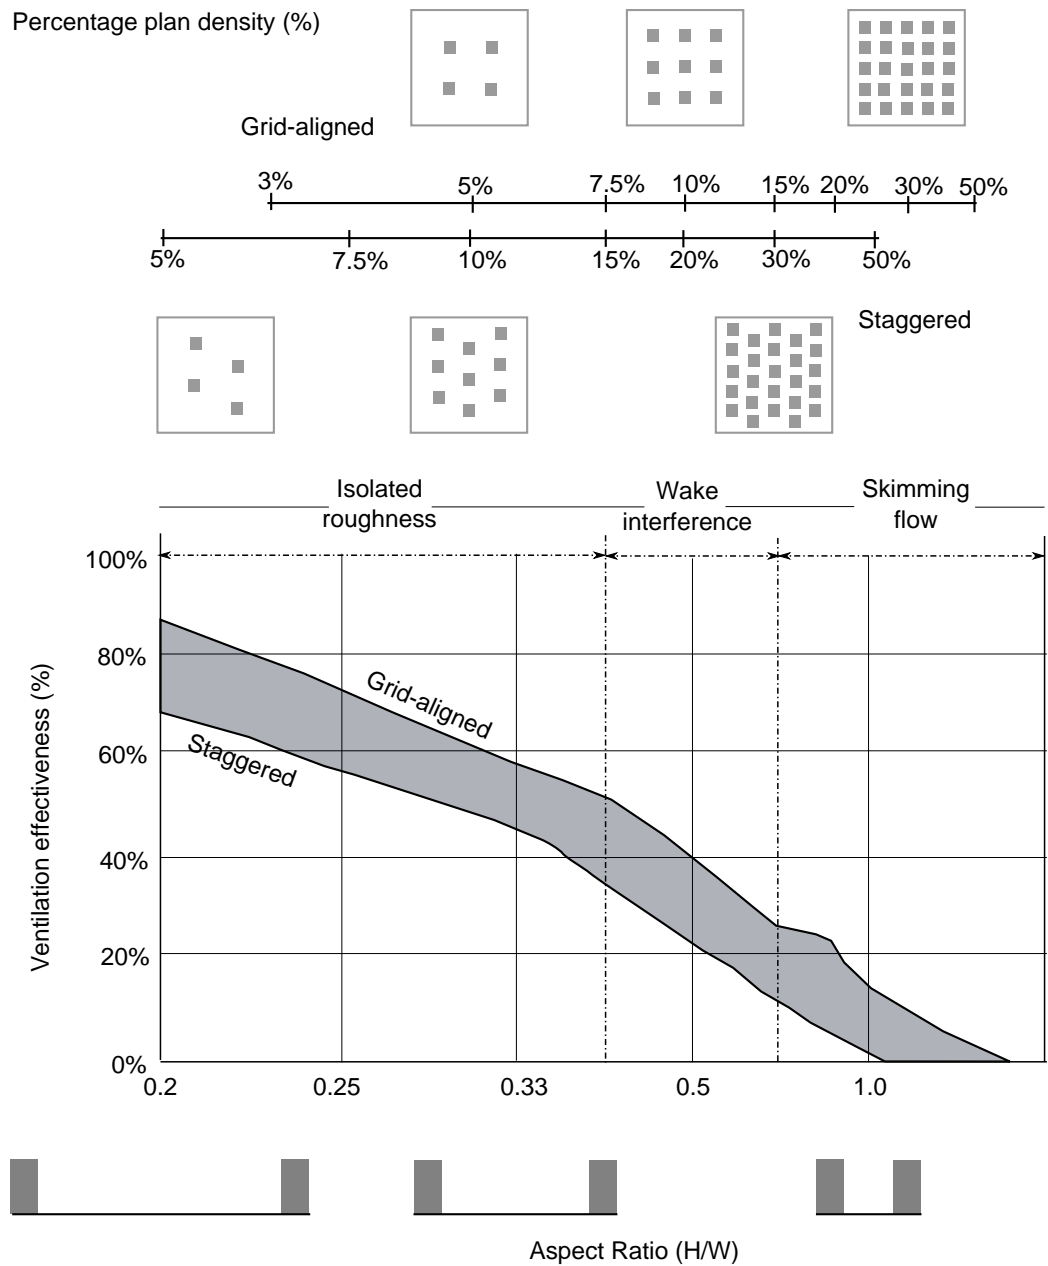 Percentage plan density (%)
Grid-aligned
3% 5% 7.5% 10% 15% 20% 30% 50%
5% 7.5% 10% 15% 20% 30% 50%
Staggered
Isolated
roughness
Wake
interference
Skimming
flow
100%
80%
60%
40%
20%
0%
Ventilation effectiveness (%)
Grid-aligned
Staggered
0.2 0.25 0.33 0.5 1.0
Aspect Ratio (H/W)